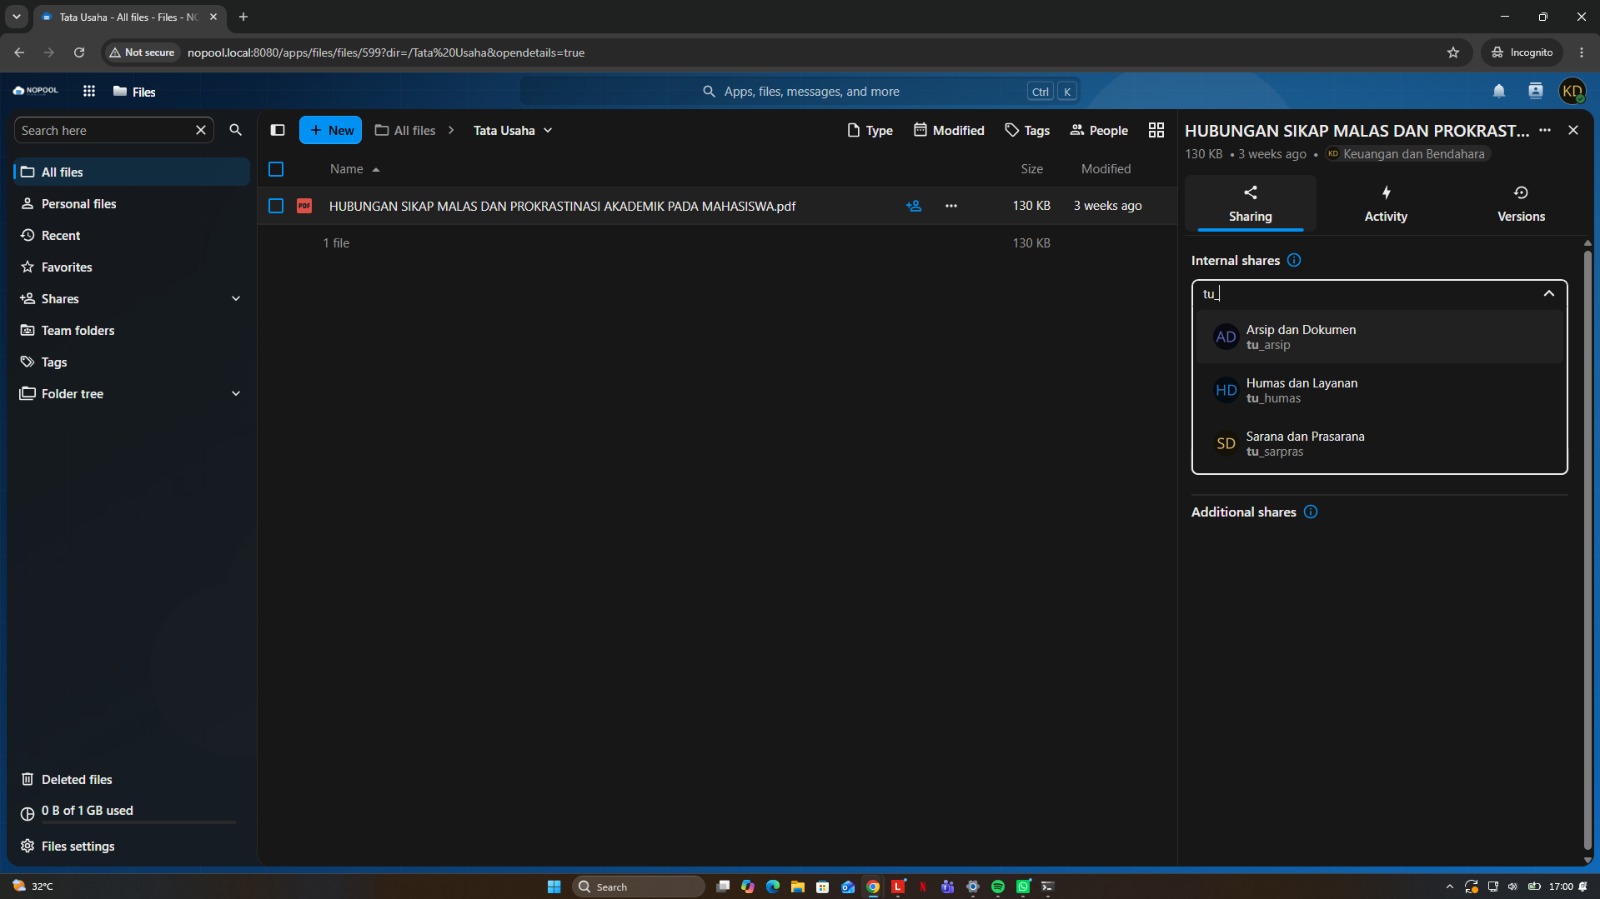 Tata Usaha - All files - Files - NC
Not secure
nopool.local:8080/apps/files/files/599?dir=/Tata%20Usaha&opendetails=true
Incognito
NOPOOL
Files
Apps, files, messages, and more
Ctrl
K
KD
Search here
New
All files
Tata Usaha
Type
Modified
Tags
People
HUBUNGAN SIKAP MALAS DAN PROKRAST...
130 KB • 3 weeks ago • KD Keuangan dan Bendahara
All files
Personal files
Recent
Favorites
Shares
Team folders
Tags
Folder tree
Name
Size
Modified
PDF
HUBUNGAN SIKAP MALAS DAN PROKRASTINASI AKADEMIK PADA MAHASISWA.pdf
130 KB
3 weeks ago
1 file
130 KB
Sharing
Activity
Versions
Internal shares
tu_
AD
Arsip dan Dokumen
tu_arsip
HD
Humas dan Layanan
tu_humas
SD
Sarana dan Prasarana
tu_sarpras
Additional shares
Deleted files
0 B of 1 GB used
Files settings
32°C
Search
17:00